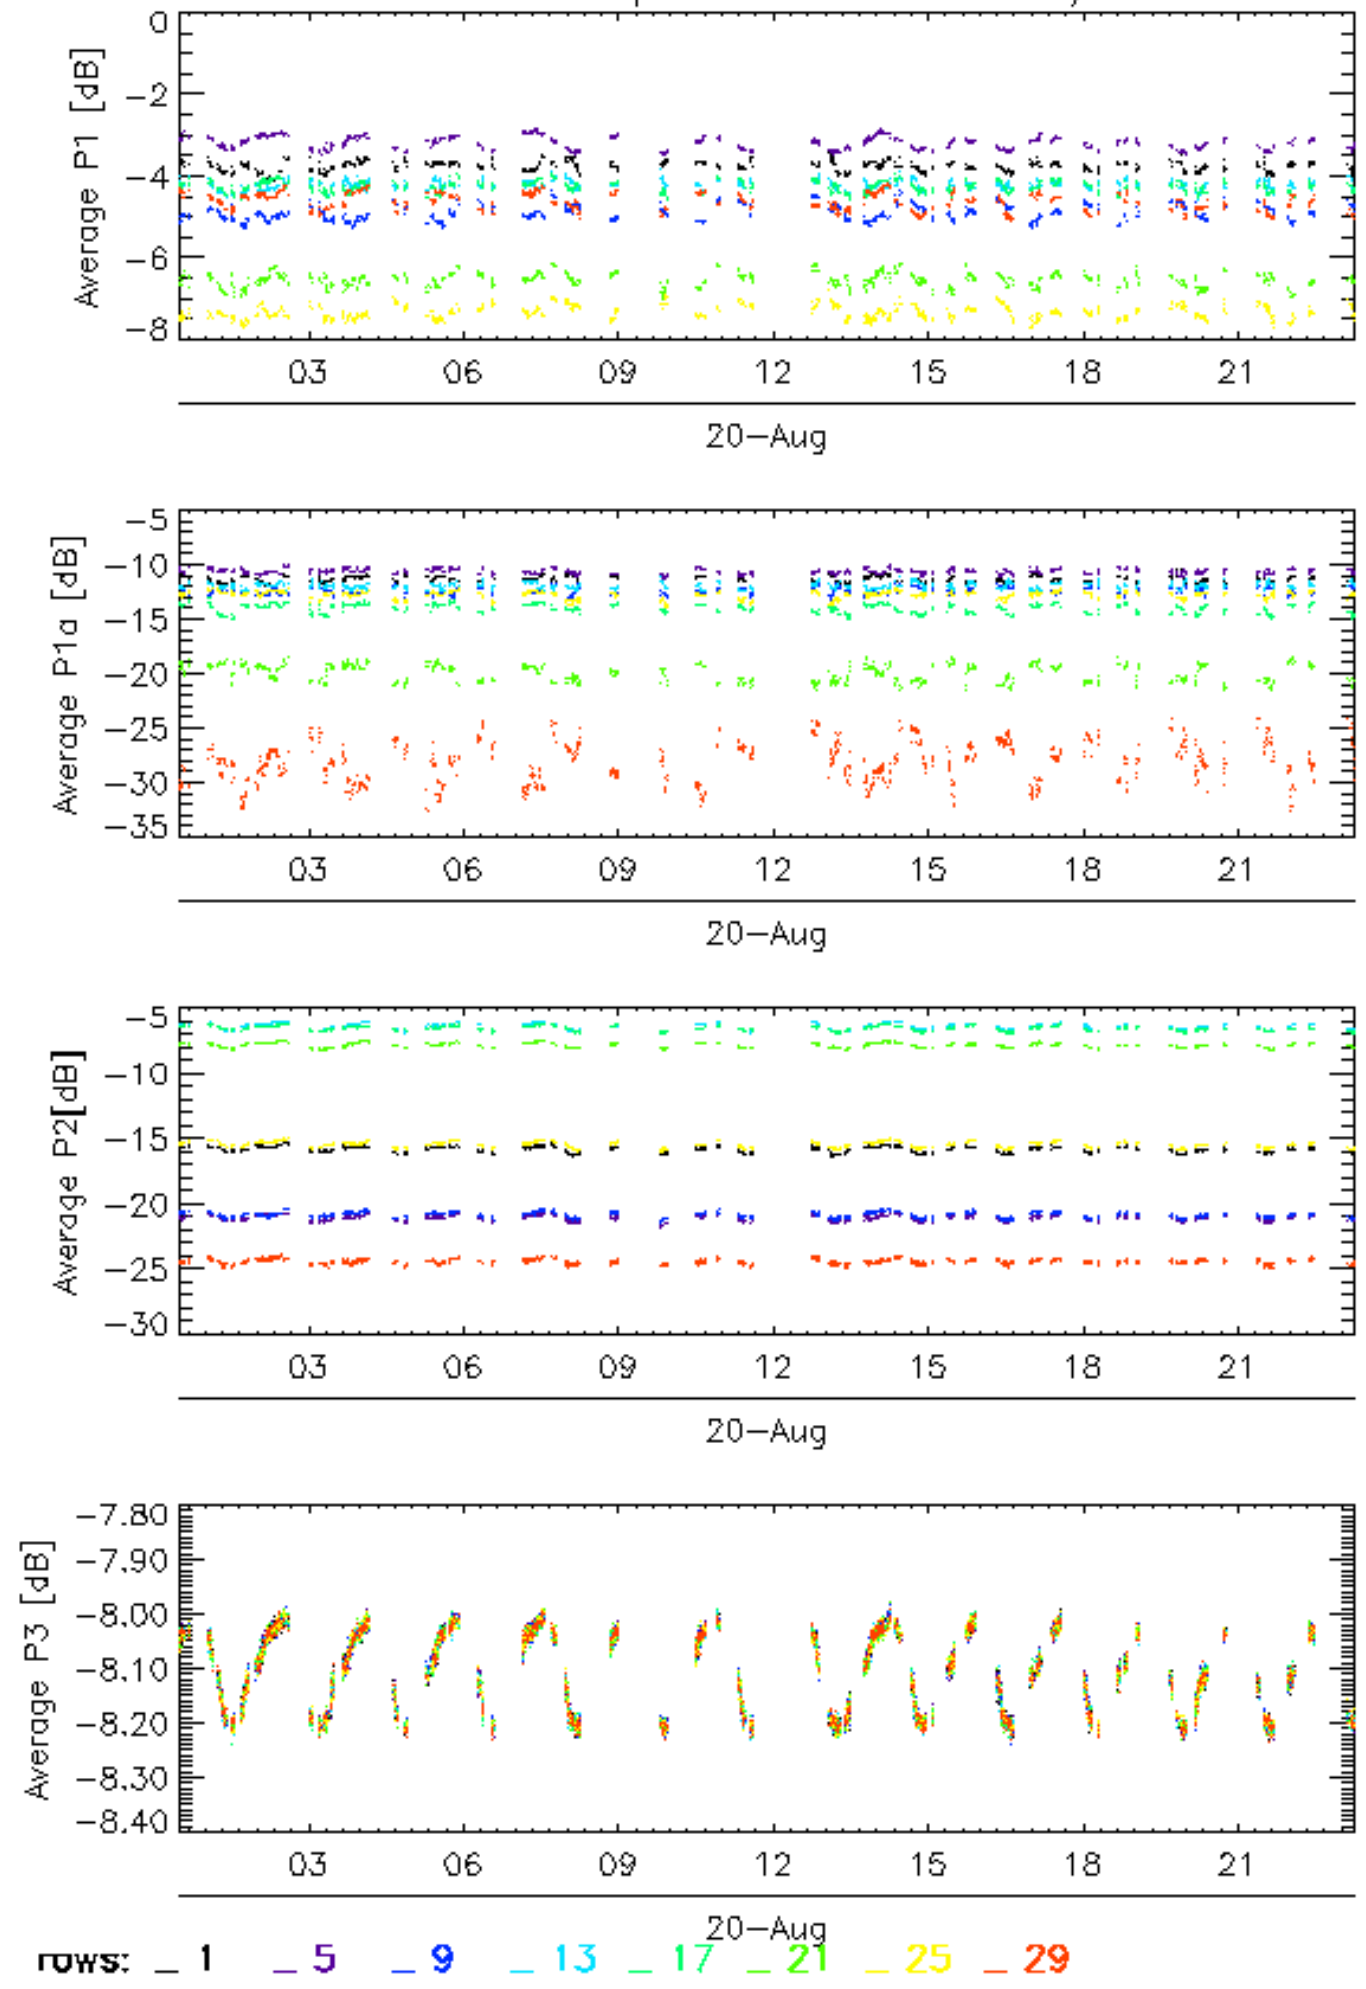 0
−2
−4
−6
−8
Average P1 [dB]
03 06 09 12 15 18 21
20−Aug
−5
−10
−15
−20
−25
−30
−35
Average P1a [dB]
03 06 09 12 15 18 21
20−Aug
−5
−10
−15
−20
−25
−30
Average P2[dB]
03 06 09 12 15 18 21
20−Aug
−7.80
−7.90
−8.00
−8.10
−8.20
−8.30
−8.40
Average P3 [dB]
03 06 09 12 15 18 21
20−Aug
rows: _ 1 _ 5 _ 9 _ 13 _ 17 _ 21 _ 25 _ 29